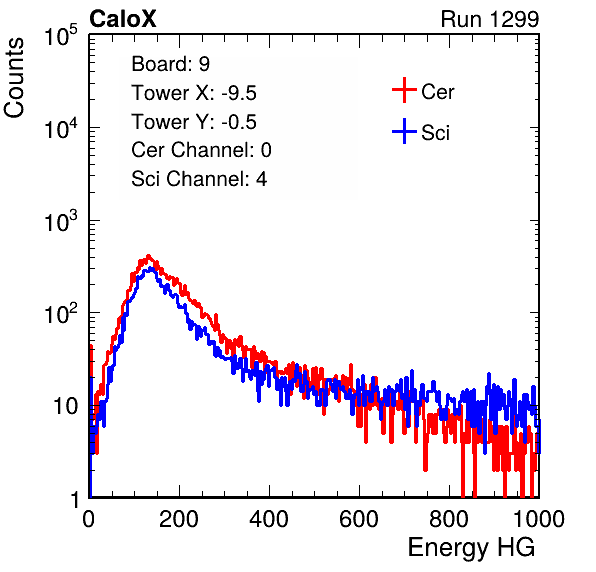 CaloX Run 1299
Counts
Board: 9
Tower X: -9.5
Tower Y: -0.5
Cer Channel: 0
Sci Channel: 4
Cer
Sci
10^5
10^4
10^3
10^2
10
1
0 200 400 600 800 1000
Energy HG